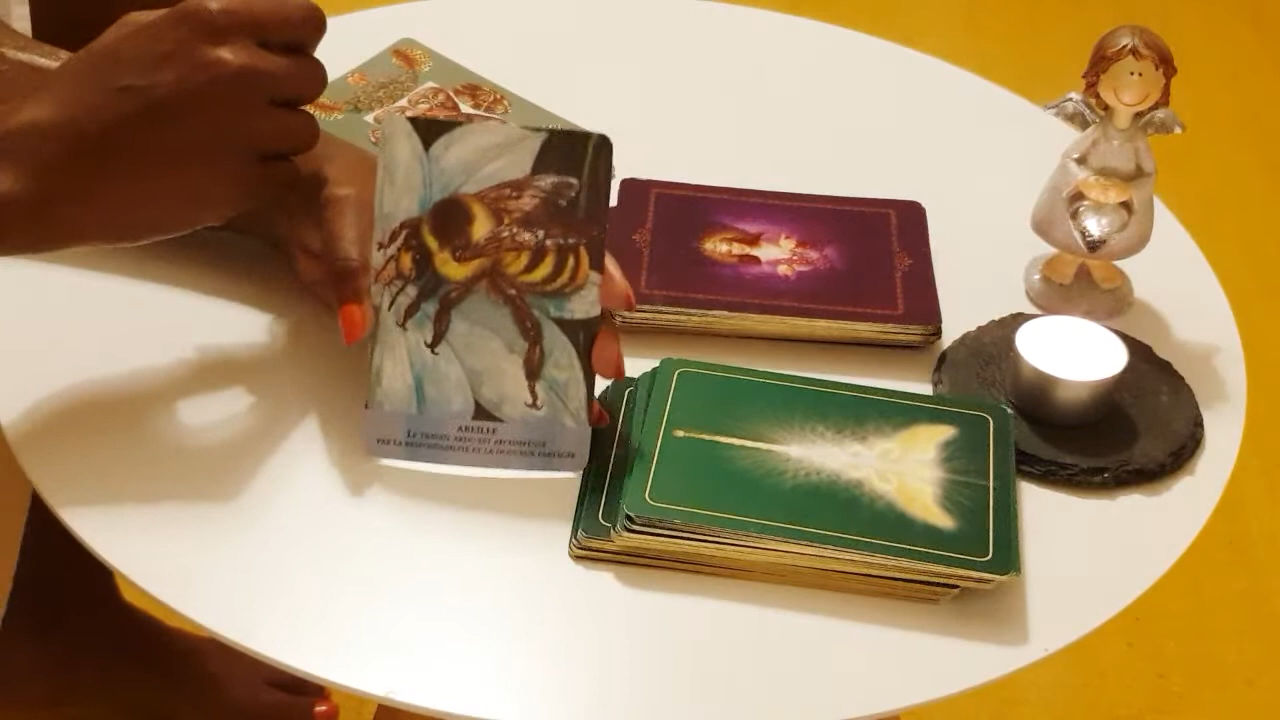 ABEILLE
LE TRAVAIL ARDU EST RÉCOMPENSÉ
PAR LA RESPONSABILITÉ ET LA DOUCEUR PARTAGÉE